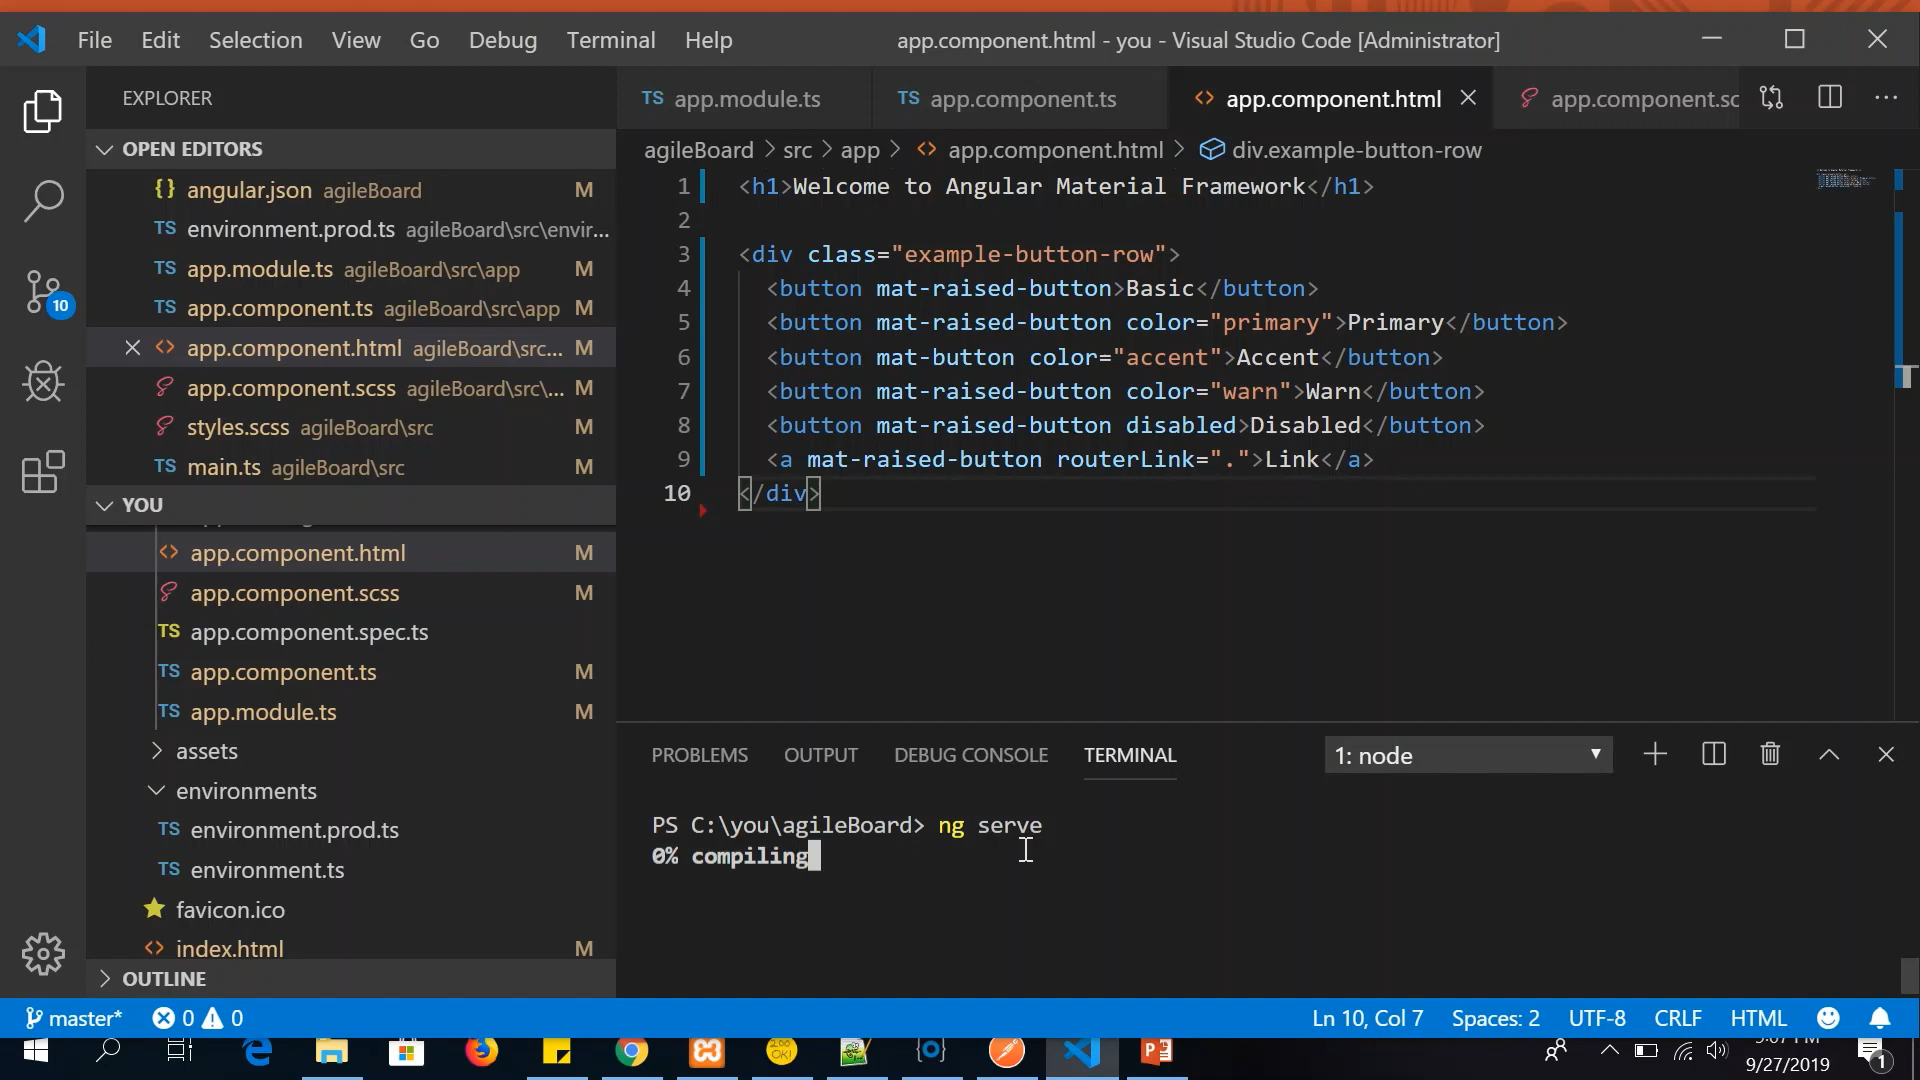 File Edit Selection View Go Debug Terminal Help
app.component.html - you - Visual Studio Code [Administrator]
EXPLORER
OPEN EDITORS
{} angular.json agileBoard M
TS environment.prod.ts agileBoard\src\envir...
TS app.module.ts agileBoard\src\app M
TS app.component.ts agileBoard\src\app M
<> app.component.html agileBoard\src... M
app.component.scss agileBoard\src\... M
styles.scss agileBoard\src M
TS main.ts agileBoard\src M
YOU
<> app.component.html M
app.component.scss M
TS app.component.spec.ts
TS app.component.ts M
TS app.module.ts M
assets
environments
TS environment.prod.ts
TS environment.ts
favicon.ico
<> index.html M
OUTLINE
10
TS app.module.ts TS app.component.ts <> app.component.html app.component.sc
agileBoard > src > app > <> app.component.html > div.example-button-row
1 <h1>Welcome to Angular Material Framework</h1>
2
3 <div class="example-button-row">
4 <button mat-raised-button>Basic</button>
5 <button mat-raised-button color="primary">Primary</button>
6 <button mat-button color="accent">Accent</button>
7 <button mat-raised-button color="warn">Warn</button>
8 <button mat-raised-button disabled>Disabled</button>
9 <a mat-raised-button routerLink=".">Link</a>
10 </div>
PROBLEMS OUTPUT DEBUG CONSOLE TERMINAL 1: node
PS C:\you\agileBoard> ng serve
0% compiling
master* 0 0 Ln 10, Col 7 Spaces: 2 UTF-8 CRLF HTML
200
OK!
9/27/2019
1